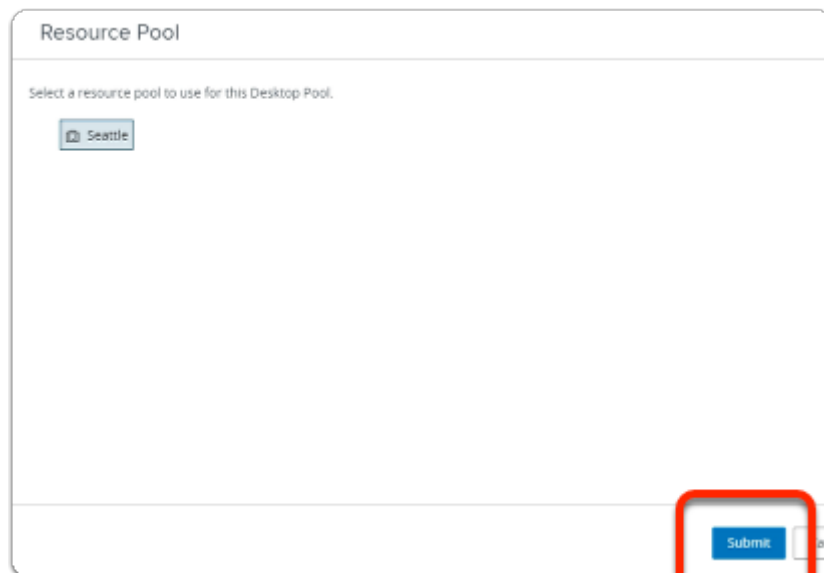 Resource Pool
Select a resource pool to use for this Desktop Pool.
Seattle
Submit